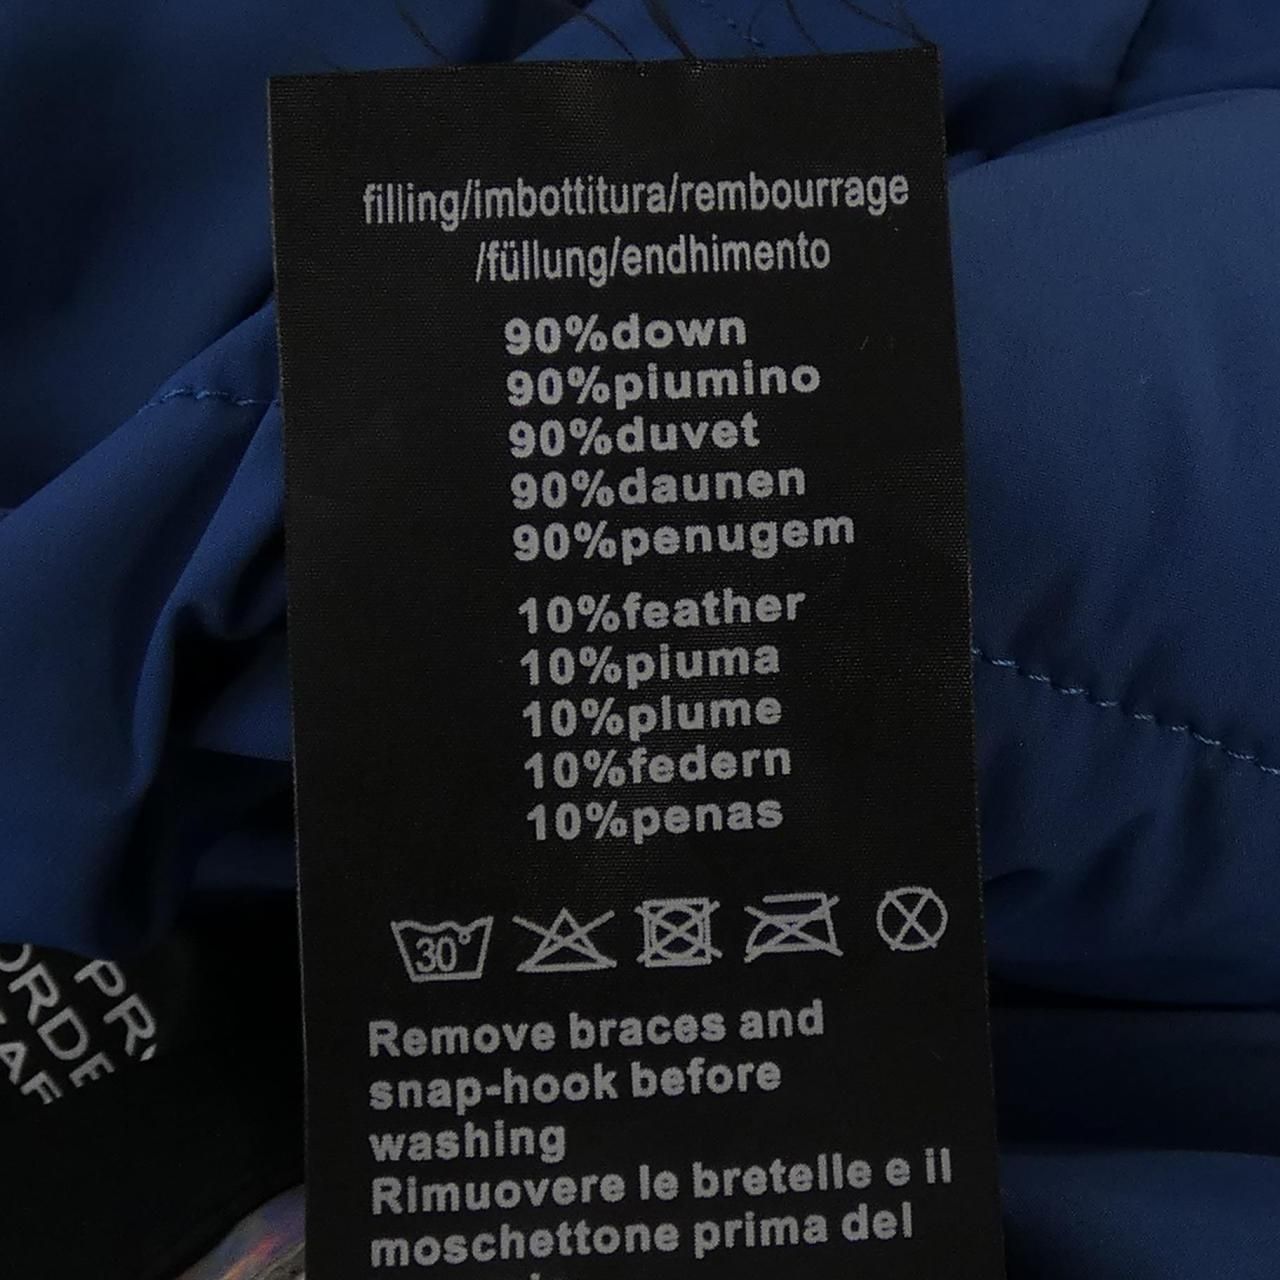 filling/imbottitura/rembourrage
/füllung/endhimento
90%down
90%piumino
90%duvet
90%daunen
90%penugem
10%feather
10%piuma
10%plume
10%federn
10%penas
30°
Remove braces and
snap-hook before
washing
Rimuovere le bretelle e il
moschettone prima del